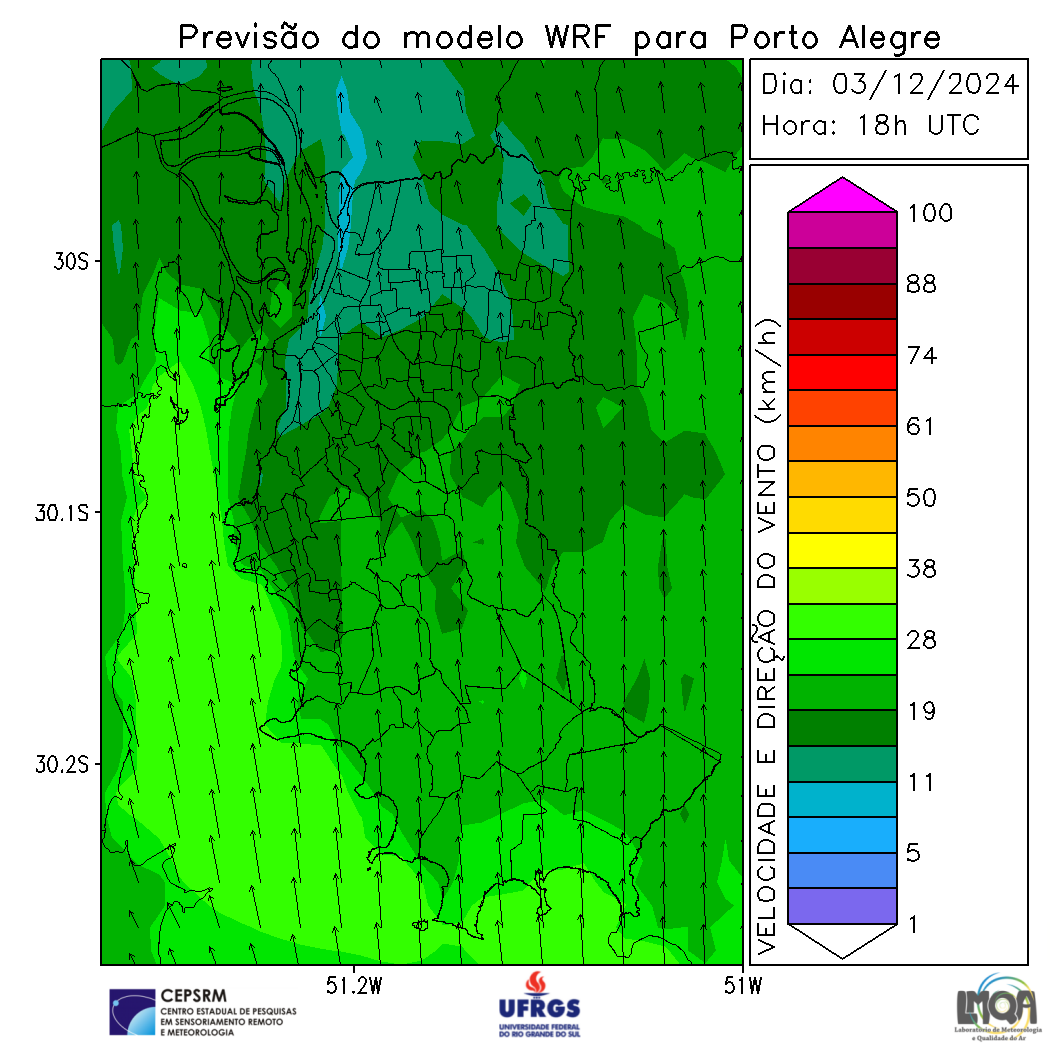 Previsão do modelo WRF para Porto Alegre
Dia: 03/12/2024
Hora: 18h UTC
30S
30.1S
30.2S
51.2W
51W
VELOCIDADE E DIREÇÃO DO VENTO (km/h)
100
88
74
61
50
38
28
19
11
5
1
CEPSRM
CENTRO ESTADUAL DE PESQUISAS
EM SENSORIAMENTO REMOTO
E METEOROLOGIA
UFRGS
UNIVERSIDADE FEDERAL
DO RIO GRANDE DO SUL
LMQA
Laboratório de Meteorologia
e Qualidade do Ar